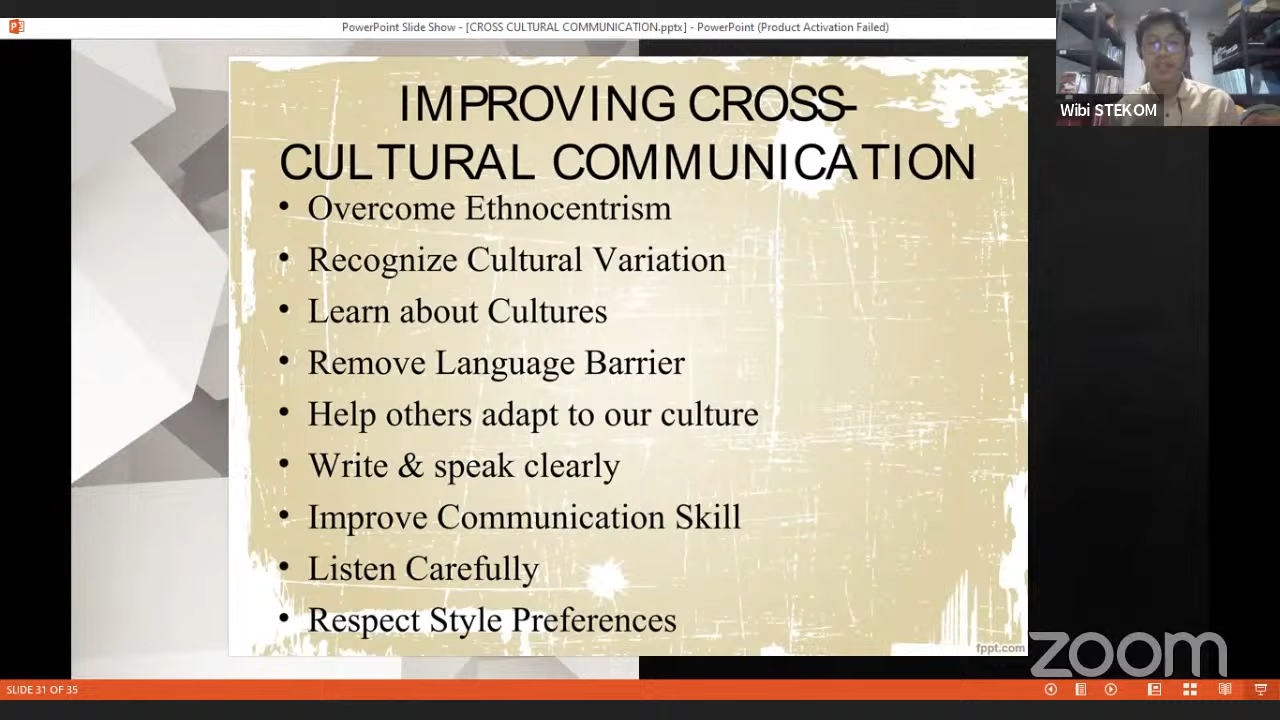 PowerPoint Slide Show - [CROSS CULTURAL COMMUNICATION.pptx] - PowerPoint (Product Activation Failed)
Wibi STEKOM
IMPROVING CROSS-
CULTURAL COMMUNICATION
• Overcome Ethnocentrism
• Recognize Cultural Variation
• Learn about Cultures
• Remove Language Barrier
• Help others adapt to our culture
• Write & speak clearly
• Improve Communication Skill
• Listen Carefully
• Respect Style Preferences
fppt.com
zoom
SLIDE 31 OF 35